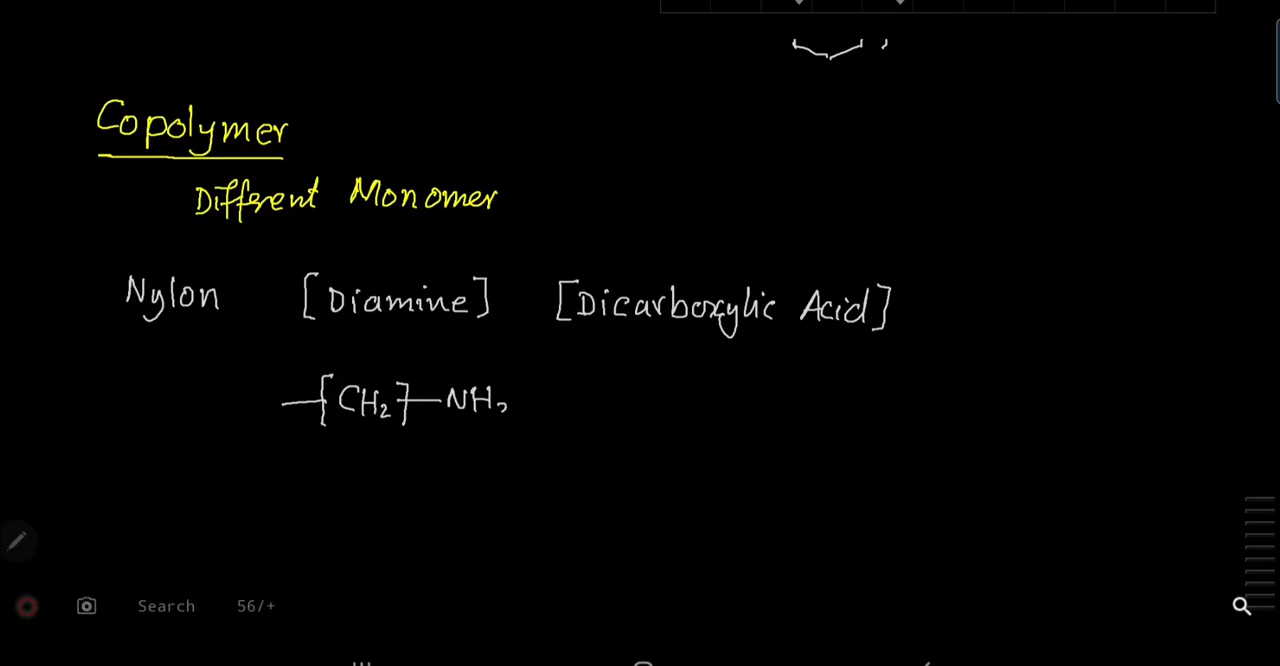 Copolymer
Different Monomer
Nylon [Diamine] [Dicarboxylic Acid]
—[CH2]—NH2
Search 56/+